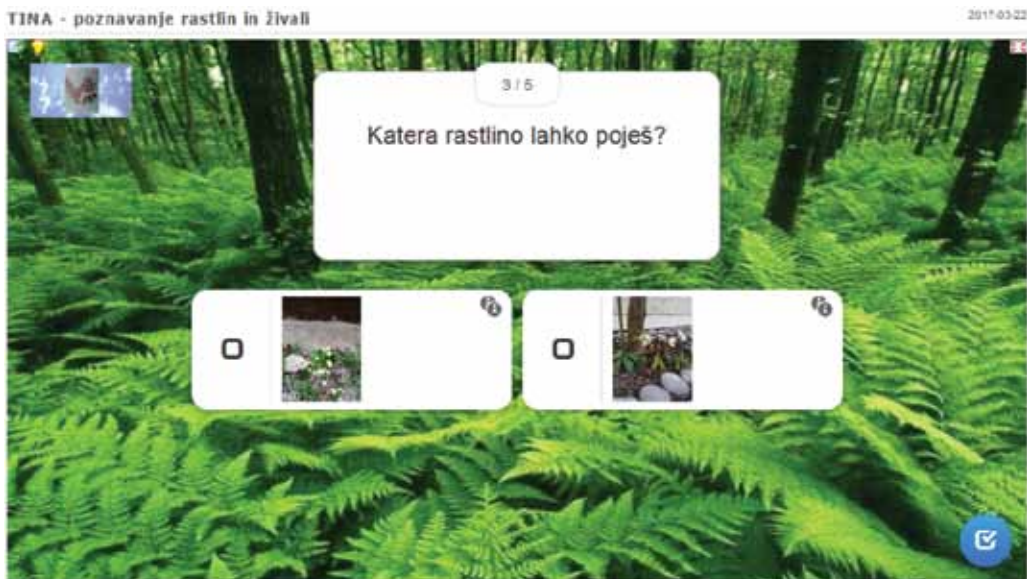 TINA - poznavanje rastlin in živali
2017-03-22
3 / 5
Katera rastlino lahko poješ?